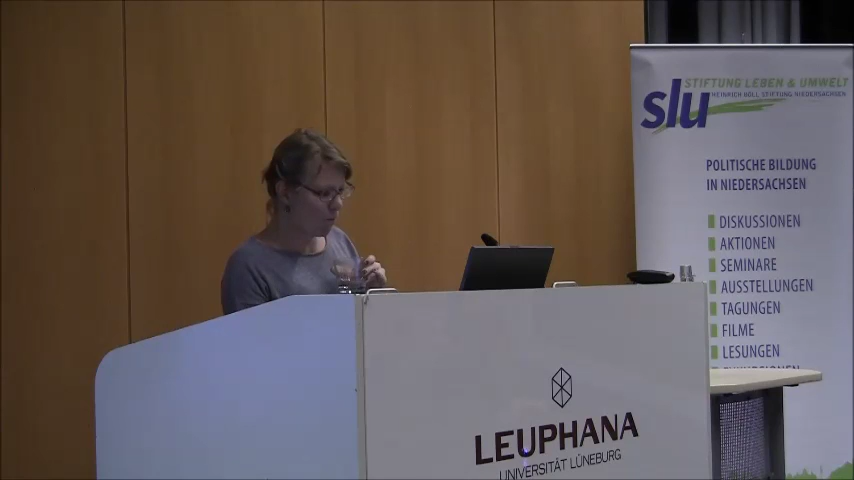 slu
STIFTUNG LEBEN & UMWELT
HEINRICH BÖLL STIFTUNG NIEDERSACHSEN
POLITISCHE BILDUNG
IN NIEDERSACHSEN
DISKUSSIONEN
AKTIONEN
SEMINARE
AUSSTELLUNGEN
TAGUNGEN
FILME
LESUNGEN
LEUPHANA
UNIVERSITÄT LÜNEBURG